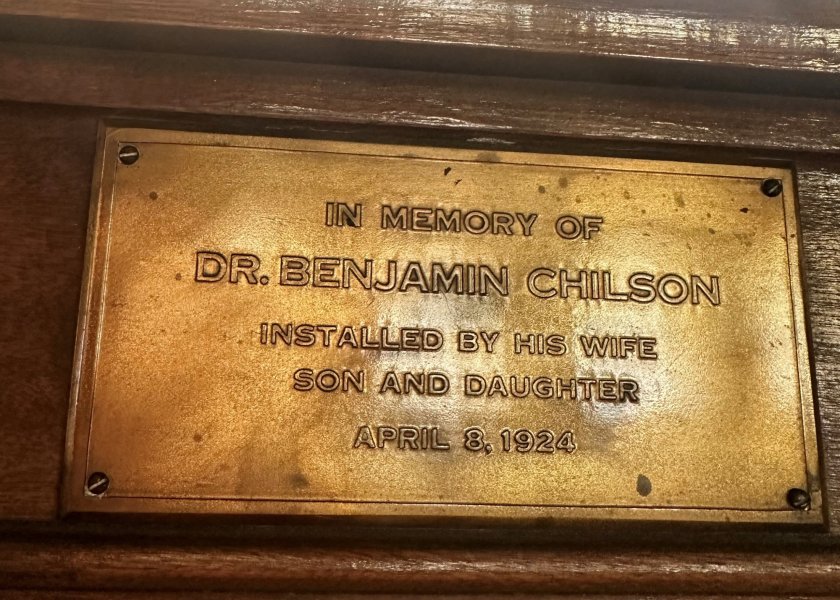 IN MEMORY OF
DR. BENJAMIN CHILSON
INSTALLED BY HIS WIFE
SON AND DAUGHTER
APRIL 8, 1924